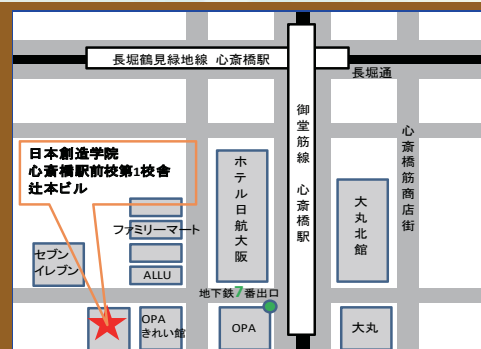 長堀鶴見緑地線 心斎橋駅
長堀通
御堂筋線 心斎橋駅
心斎橋筋商店街
日本創造学院
心斎橋駅前校第1校舎
辻本ビル
ホテル日航大阪
大丸北館
ファミリーマート
セブン
イレブン
ALLU
地下鉄7番出口
OPA
きれい館
OPA
大丸